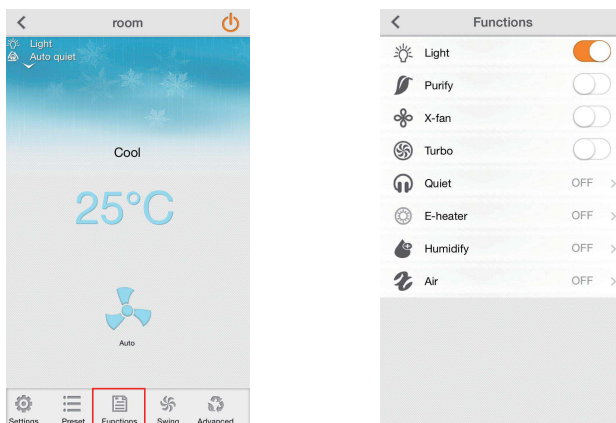 room
Light
Auto quiet
Cool
25°C
Auto
Settings Preset Functions Swing Advanced
Functions
Light
Purify
X-fan
Turbo
Quiet OFF
E-heater OFF
Humidify OFF
Air OFF